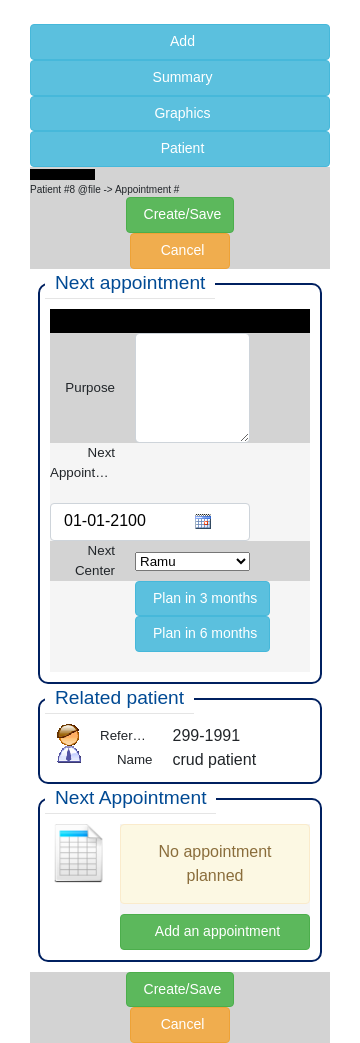 Add
Summary
Graphics
Patient
Patient #8 @file -> Appointment #
Create/Save
Cancel
Next appointment
Purpose
Next
Appoint…
01-01-2100
Next
Center
Ramu
Plan in 3 months
Plan in 6 months
Related patient
Refer… 299-1991
Name crud patient
Next Appointment
No appointment
planned
Add an appointment
Create/Save
Cancel